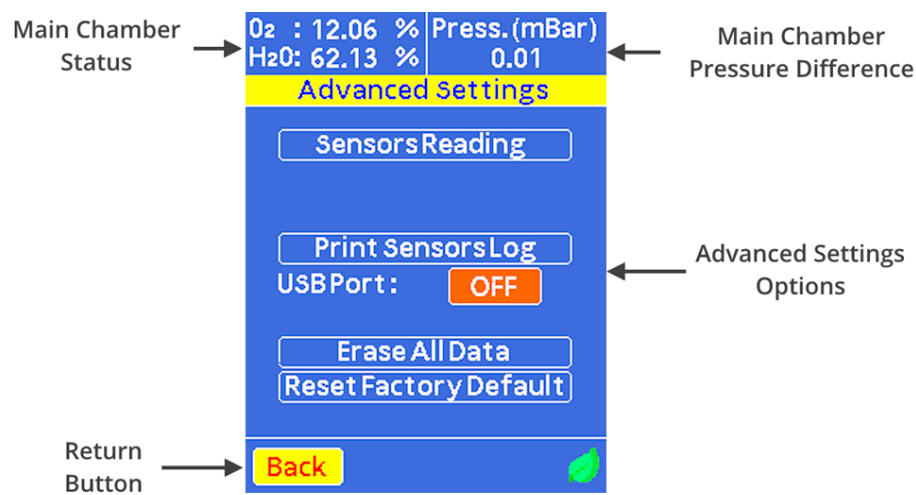 Main Chamber
Status
O₂ : 12.06 %
H₂O: 62.13 %
Press.(mBar)
0.01
Main Chamber
Pressure Difference
Advanced Settings
Sensors Reading
Print Sensors Log
USB Port:
OFF
Advanced Settings
Options
Erase All Data
Reset Factory Default
Return
Button
Back